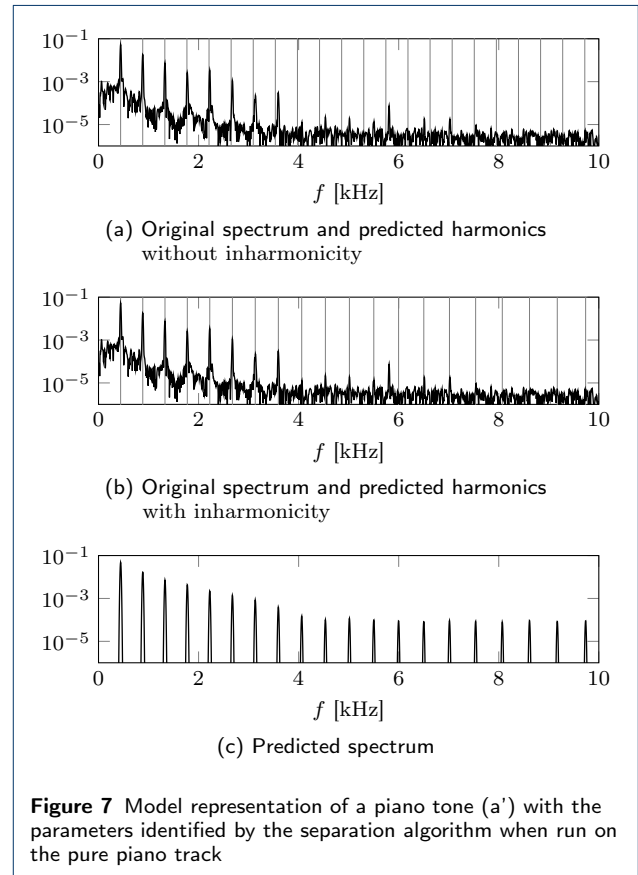 10⁻¹
10⁻³
10⁻⁵
0 2 4 6 8 10
f [kHz]
(a) Original spectrum and predicted harmonics
without inharmonicity
10⁻¹
10⁻³
10⁻⁵
0 2 4 6 8 10
f [kHz]
(b) Original spectrum and predicted harmonics
with inharmonicity
10⁻¹
10⁻³
10⁻⁵
0 2 4 6 8 10
f [kHz]
(c) Predicted spectrum
Figure 7 Model representation of a piano tone (a') with the
parameters identified by the separation algorithm when run on
the pure piano track